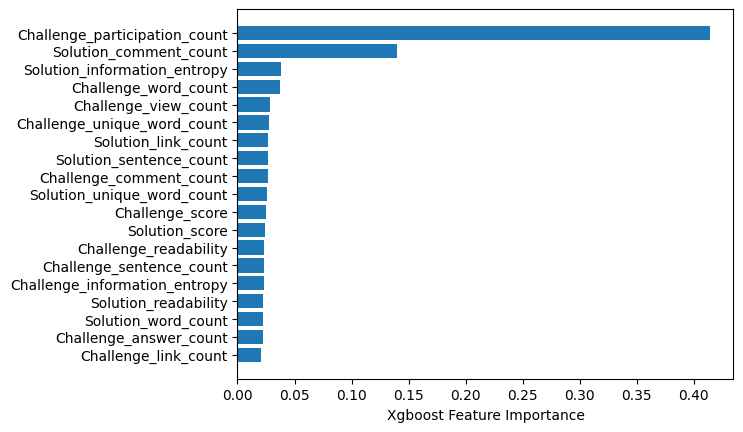 Challenge_participation_count
Solution_comment_count
Solution_information_entropy
Challenge_word_count
Challenge_view_count
Challenge_unique_word_count
Solution_link_count
Solution_sentence_count
Challenge_comment_count
Solution_unique_word_count
Challenge_score
Solution_score
Challenge_readability
Challenge_sentence_count
Challenge_information_entropy
Solution_readability
Solution_word_count
Challenge_answer_count
Challenge_link_count
0.00 0.05 0.10 0.15 0.20 0.25 0.30 0.35 0.40
Xgboost Feature Importance